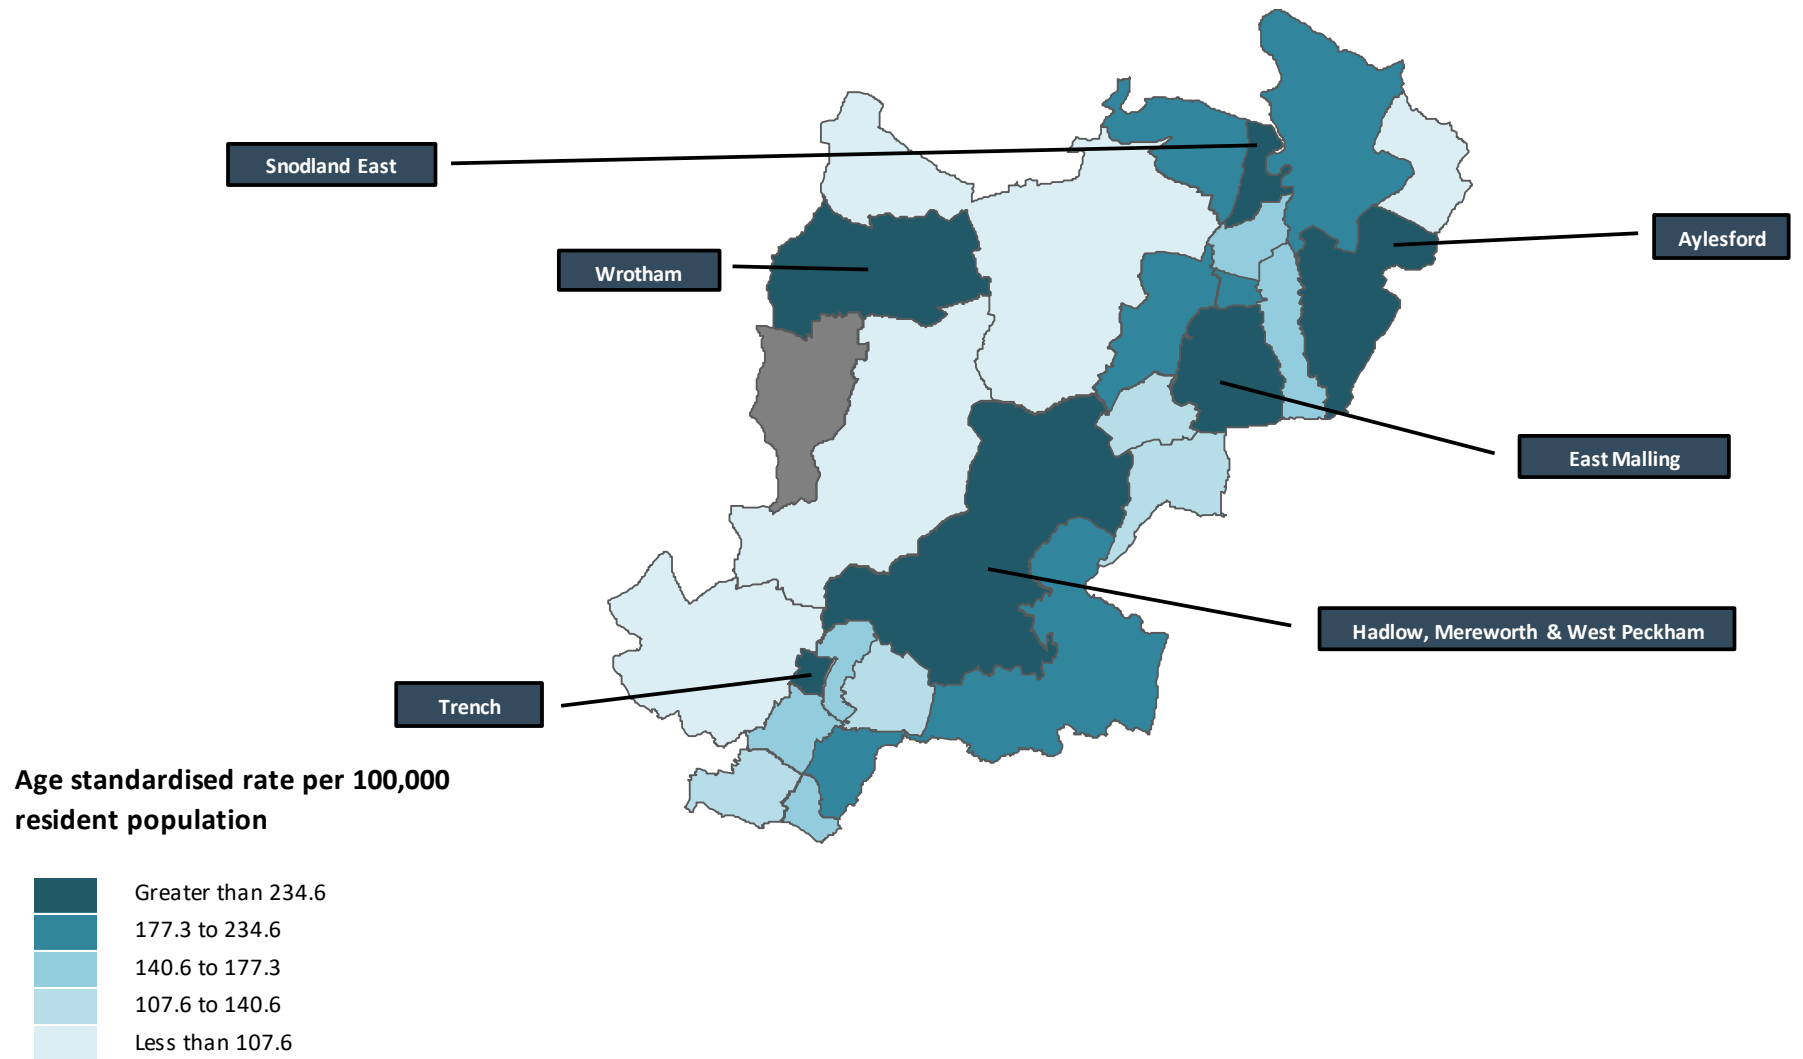 Snodland East
Aylesford
Wrotham
East Malling
Hadlow, Mereworth & West Peckham
Trench
Age standardised rate per 100,000
resident population
Greater than 234.6
177.3 to 234.6
140.6 to 177.3
107.6 to 140.6
Less than 107.6